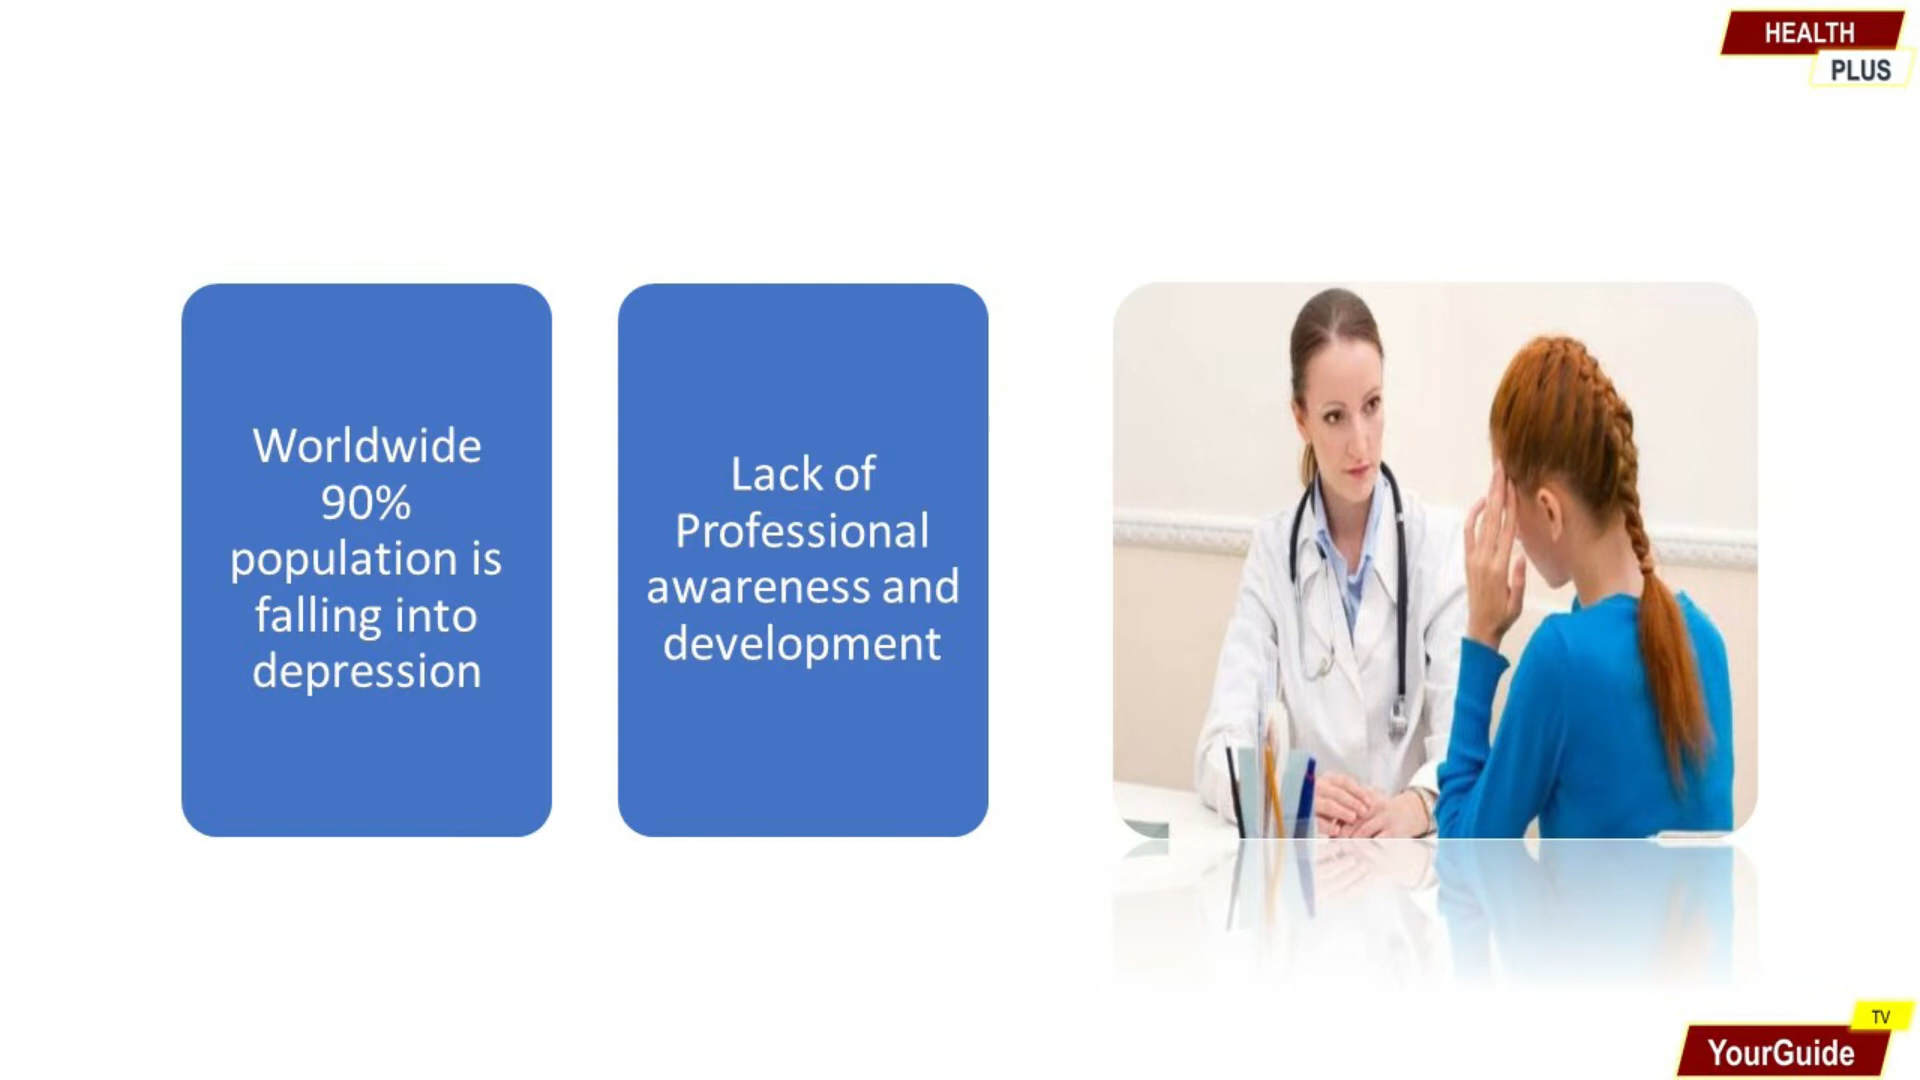 HEALTH
PLUS
Worldwide
90%
population is
falling into
depression
Lack of
Professional
awareness and
development
TV
YourGuide